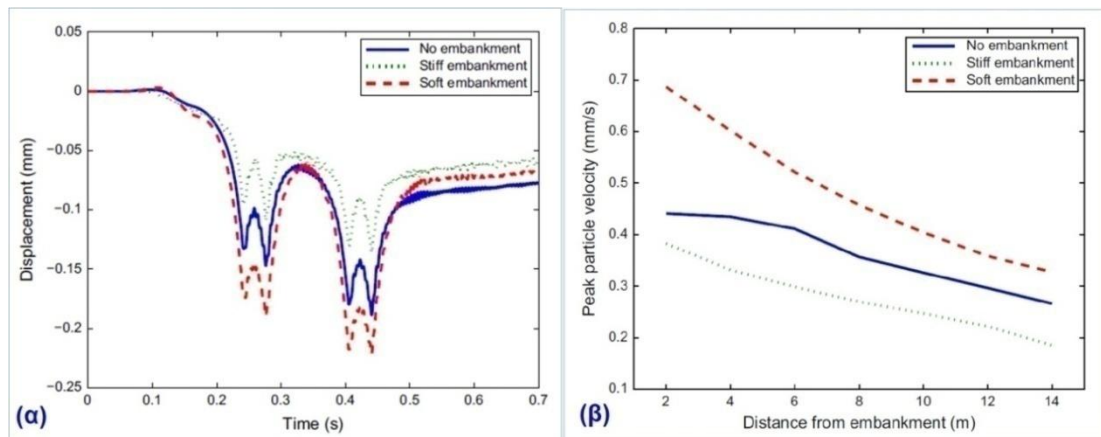 0.05
0
−0.05
−0.1
−0.15
−0.2
−0.25
Displacement (mm)
0
0.1
0.2
0.3
0.4
0.5
0.6
0.7
Time (s)
No embankment
Stiff embankment
Soft embankment
(α)
0.8
0.7
0.6
0.5
0.4
0.3
0.2
0.1
Peak particle velocity (mm/s)
2
4
6
8
10
12
14
Distance from embankment (m)
No embankment
Stiff embankment
Soft embankment
(β)